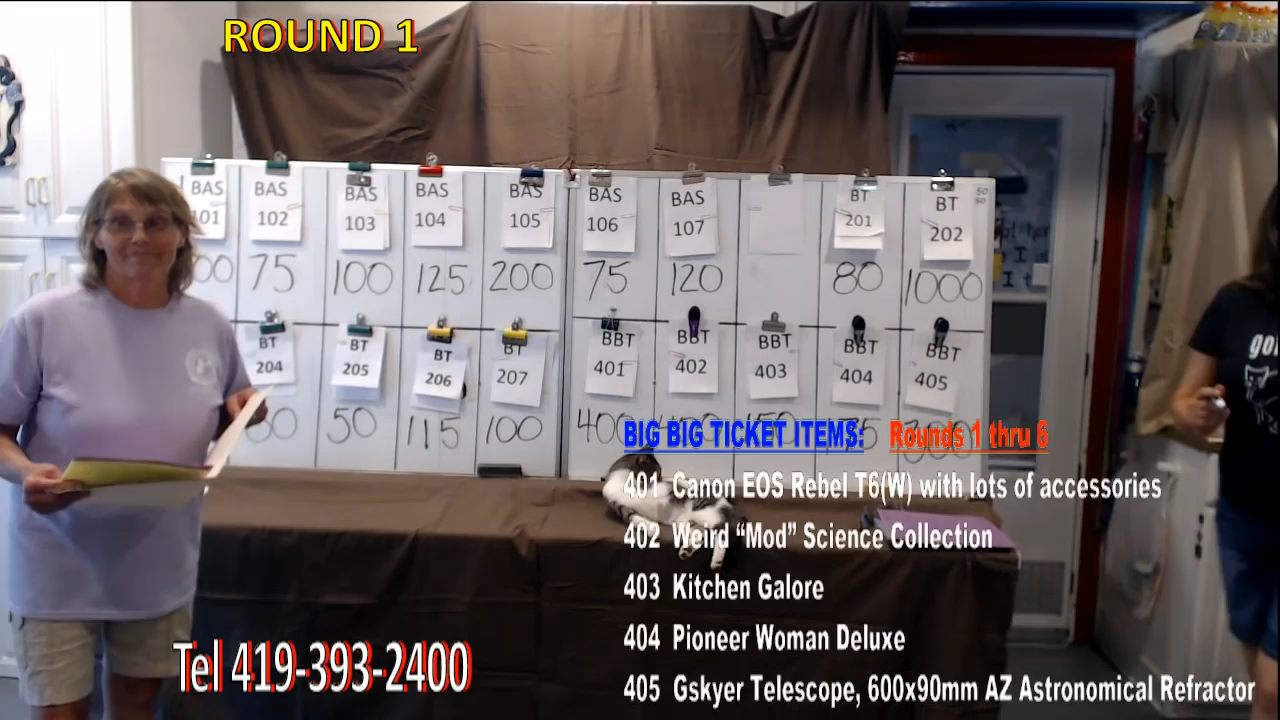 ROUND 1
BAS BAS BAS BAS BAS BAS BAS BT BT
101 102 103 104 105 106 107 201 202
50
50
00 75 100 125 200 75 120 80 1000
BT BT BT BT BBT BBT BBT BBT BBT
204 205 206 207 401 402 403 404 405
50 115 100 400
BIG BIG TICKET ITEMS: Rounds 1 thru 6
401 Canon EOS Rebel T6(W) with lots of accessories
402 Weird “Mod” Science Collection
403 Kitchen Galore
404 Pioneer Woman Deluxe
405 Gskyer Telescope, 600x90mm AZ Astronomical Refractor
Tel 419-393-2400